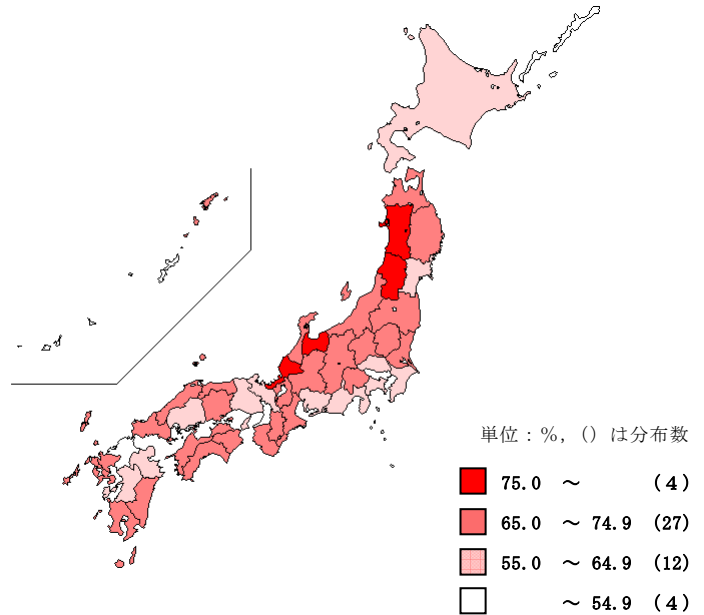 単位：％，（）は分布数
75.0 ～ （４）
65.0 ～ 74.9 （27）
55.0 ～ 64.9 （12）
～ 54.9 （４）